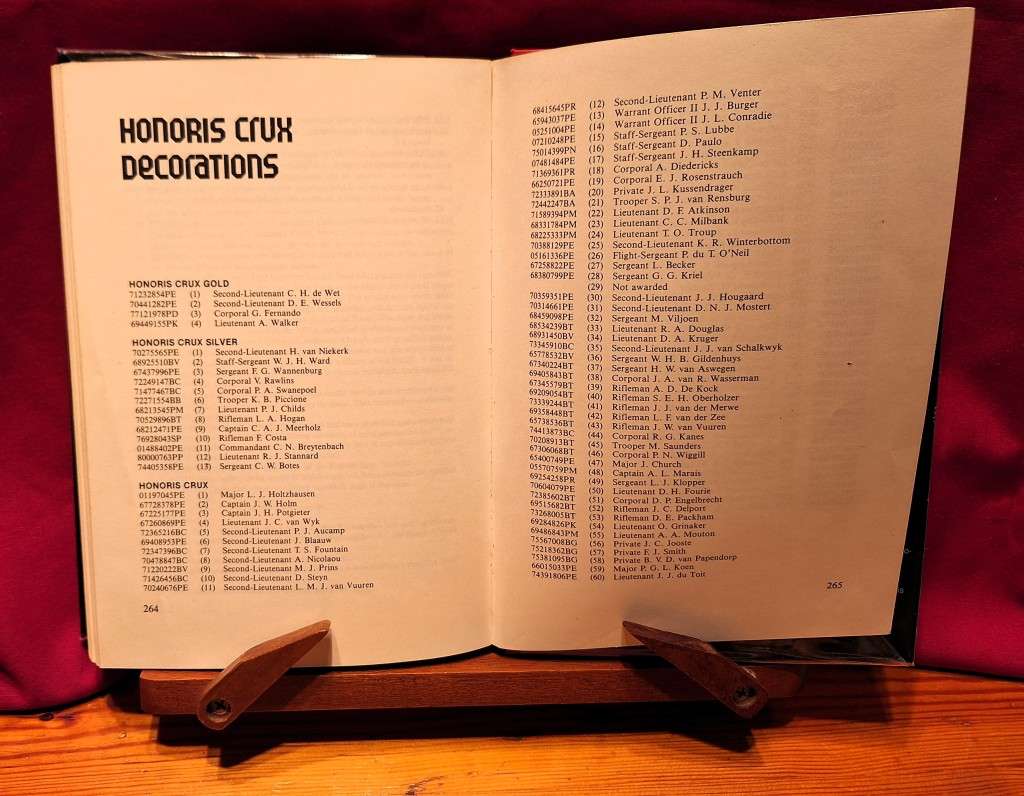 HONORIS CRUX
DECORATIONS
HONORIS CRUX GOLD
71232854PE (1) Second-Lieutenant C. H. de Wet
70441282PE (2) Second-Lieutenant D. E. Wessels
77121978PD (3) Corporal G. Fernando
69449155PK (4) Lieutenant A. Walker
HONORIS CRUX SILVER
70275565PE (1) Second-Lieutenant H. van Niekerk
68925510BV (2) Staff-Sergeant W. J. H. Ward
67437996PE (3) Sergeant F. G. Wannenburg
72249147BC (4) Corporal V. Rawlins
71477467BC (5) Corporal P. A. Swanepoel
72271554BB (6) Trooper K. B. Piccione
68213545PM (7) Lieutenant P. J. Childs
70529896BT (8) Rifleman L. A. Hogan
68212471PE (9) Captain C. A. J. Meerholz
76928043SP (10) Rifleman F. Costa
01488402PE (11) Commandant C. N. Breytenbach
80000763PP (12) Lieutenant R. J. Stannard
74405358PE (13) Sergeant C. W. Botes
HONORIS CRUX
01197045PE (1) Major L. J. Holtzhausen
67728378PE (2) Captain J. W. Holm
67225177PE (3) Captain J. H. Potgieter
67260869PE (4) Lieutenant J. C. van Wyk
72365216BC (5) Second-Lieutenant P. J. Aucamp
69408953PE (6) Second-Lieutenant J. Blaauw
72347396BC (7) Second-Lieutenant T. S. Fountain
70478847BC (8) Second-Lieutenant A. Nicolaou
71220222BV (9) Second-Lieutenant M. J. Prins
71426456BC (10) Second-Lieutenant D. Steyn
70240676PE (11) Second-Lieutenant L. M. J. van Vuuren
264
68415645PR (12) Second-Lieutenant P. M. Venter
65943037PE (13) Warrant Officer II J. J. Burger
05251004PE (14) Warrant Officer II J. L. Conradie
07210248PE (15) Staff-Sergeant P. S. Lubbe
75014399PN (16) Staff-Sergeant D. Paulo
07481484PE (17) Staff-Sergeant J. H. Steenkamp
71369361PR (18) Corporal A. Diedericks
66250721PE (19) Corporal E. J. Rosenstrauch
72333891BA (20) Private J. L. Kussendrager
72442247BA (21) Trooper S. P. J. van Rensburg
71589394PM (22) Lieutenant D. F. Atkinson
68331784PM (23) Lieutenant C. C. Milbank
68225333PM (24) Lieutenant T. O. Troup
70388129PE (25) Second-Lieutenant K. R. Winterbottom
05161336PE (26) Flight-Sergeant P. du T. O'Neil
67258822PE (27) Sergeant L. Becker
68380799PE (28) Sergeant G. G. Kriel
(29) Not awarded
70359351PE (30) Second-Lieutenant J. J. Hougaard
70314661PE (31) Second-Lieutenant D. N. J. Mostert
68459098PE (32) Sergeant M. Viljoen
68534239BT (33) Lieutenant R. A. Douglas
68931450BV (34) Lieutenant D. A. Kruger
73345910BC (35) Second-Lieutenant J. J. van Schalkwyk
65778532BV (36) Sergeant W. H. B. Gildenhuys
67340224BT (37) Sergeant H. W. van Aswegen
69405843BT (38) Corporal J. A. van R. Wasserman
67345579BT (39) Rifleman A. D. De Kock
69209054BT (40) Rifleman S. E. H. Oberholzer
73339244BT (41) Rifleman J. J. van der Merwe
69358448BT (42) Rifleman L. F. van der Zee
65738536BT (43) Rifleman J. W. van Vuuren
74413873BC (44) Corporal R. G. Kanes
70208913BT (45) Trooper M. Saunders
67306068BT (46) Corporal P. N. Wiggill
65400749PE (47) Major J. Church
05570759PM (48) Captain A. L. Marais
69254258PR (49) Sergeant L. J. Klopper
70604079PE (50) Lieutenant D. H. Fourie
72385602BT (51) Corporal D. P. Engelbrecht
69515682BT (52) Rifleman J. C. Delport
73268005BT (53) Rifleman D. E. Packham
69284826PK (54) Lieutenant O. Grinaker
69486843PM (55) Lieutenant A. A. Mouton
75567008BG (56) Private J. C. Jooste
75218362BG (57) Private F. J. Smith
75381095BG (58) Private B. V. D. van Papendorp
66015033PE (59) Major P. G. L. Koen
74391806PE (60) Lieutenant J. J. du Toit
265